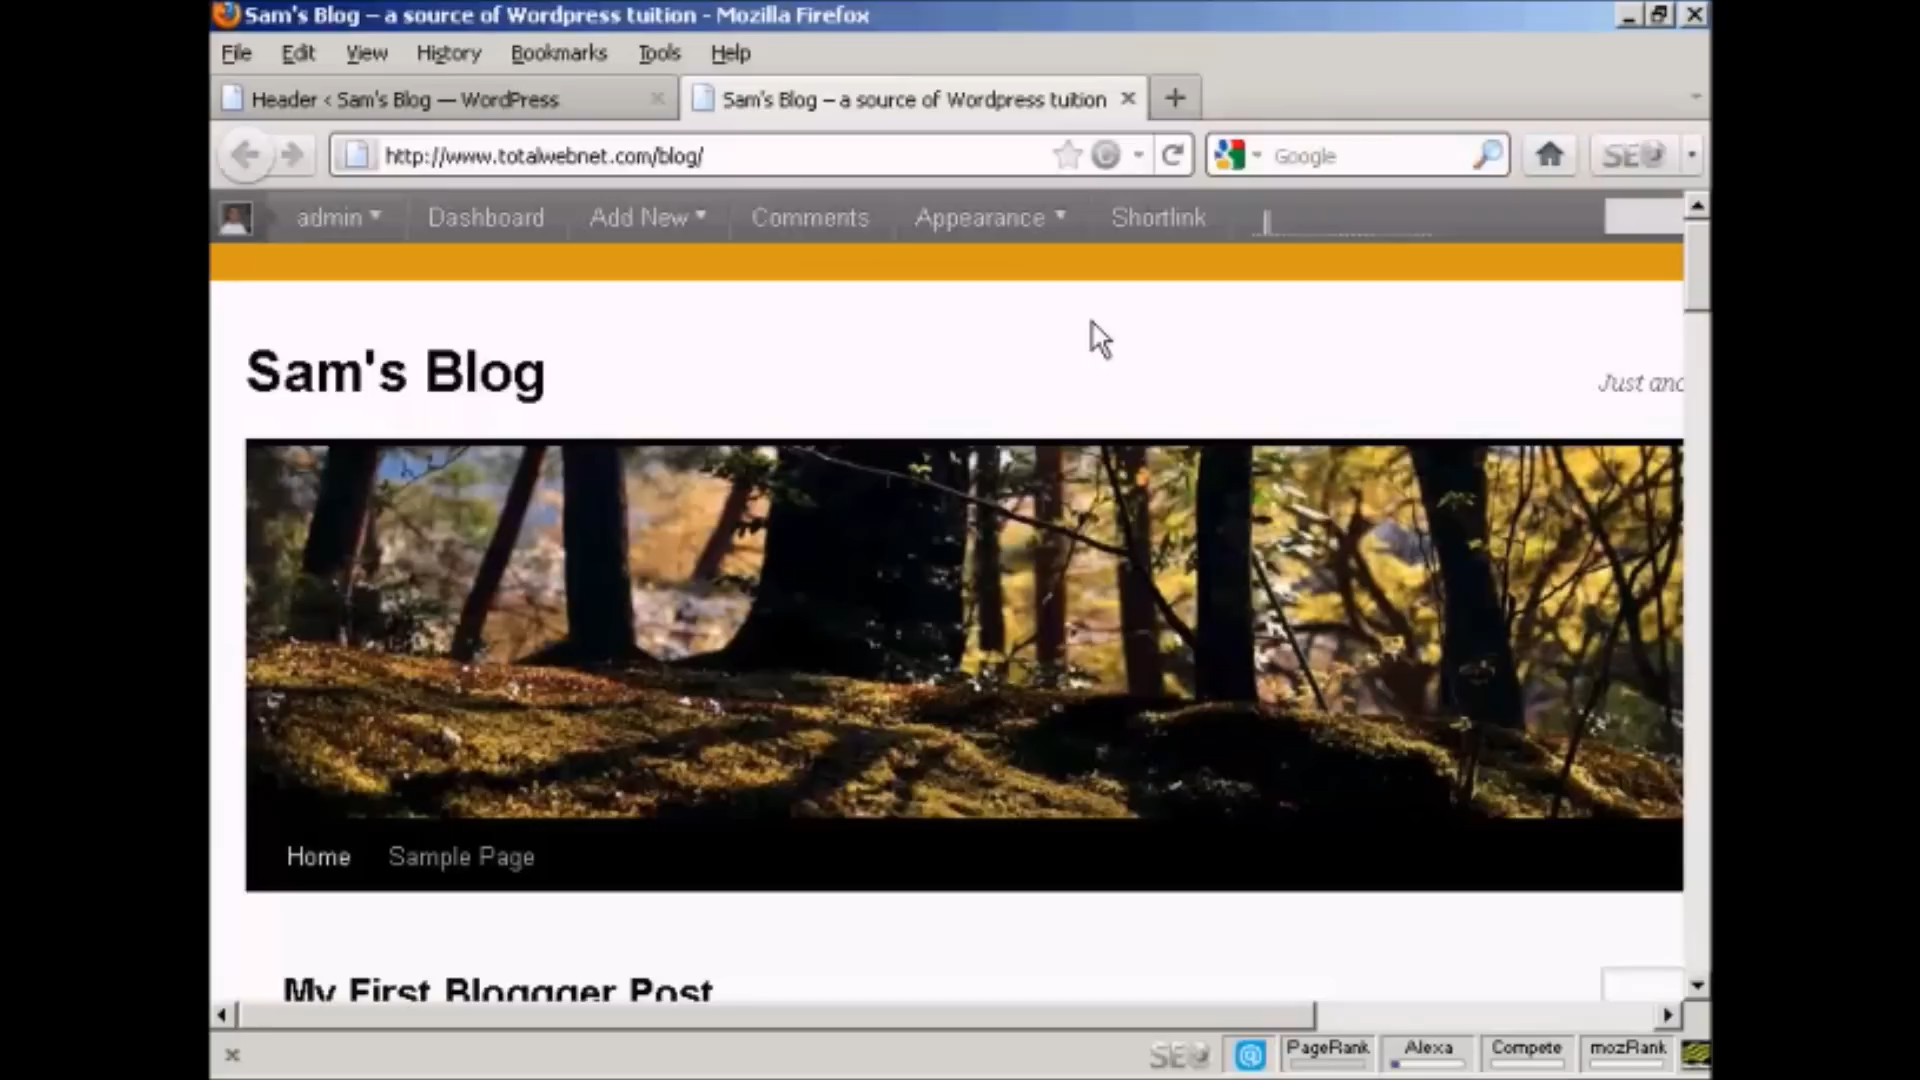 Sam's Blog – a source of Wordpress tuition - Mozilla Firefox
File Edit View History Bookmarks Tools Help
Header < Sam's Blog — WordPress
Sam's Blog – a source of Wordpress tuition
http://www.totalwebnet.com/blog/
Google
SEO
admin Dashboard Add New Comments Appearance Shortlink
Sam's Blog
Just
Home Sample Page
My First Blogger Post
SEO PageRank Alexa Compete mozRank